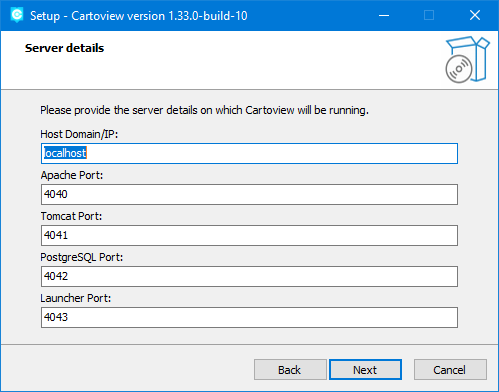 Setup - Cartoview version 1.33.0-build-10
Server details
Please provide the server details on which Cartoview will be running.
Host Domain/IP:
localhost
Apache Port:
4040
Tomcat Port:
4041
PostgreSQL Port:
4042
Launcher Port:
4043
Back Next Cancel